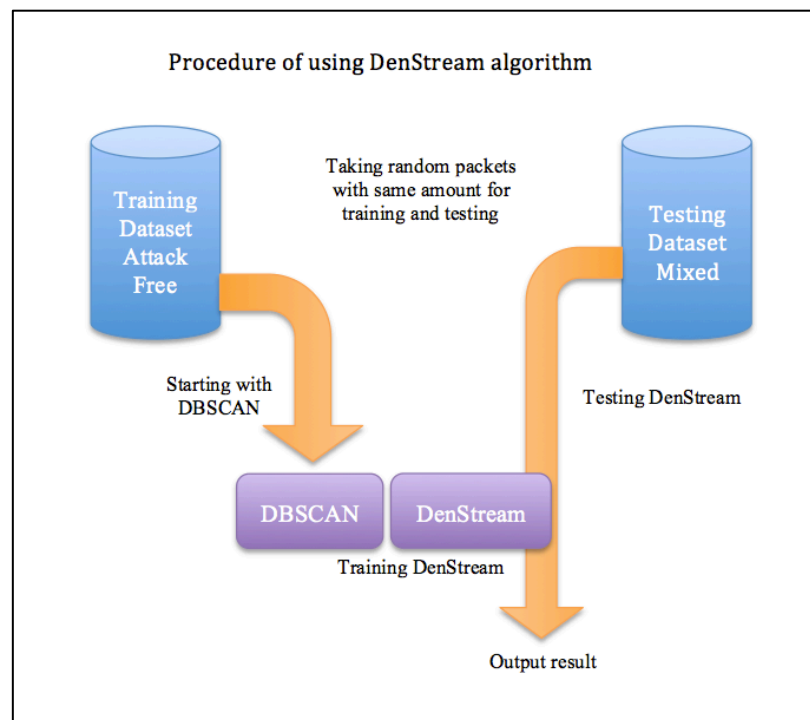 Procedure of using DenStream algorithm
Training
Dataset
Attack
Free
Taking random packets
with same amount for
training and testing
Testing
Dataset
Mixed
Starting with
DBSCAN
Testing DenStream
DBSCAN
DenStream
Training DenStream
Output result